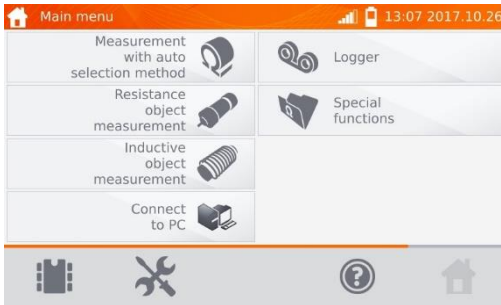 Main menu
13:07 2017.10.26
Measurement
with auto
selection method
Logger
Resistance
object
measurement
Special
functions
Inductive
object
measurement
Connect
to PC